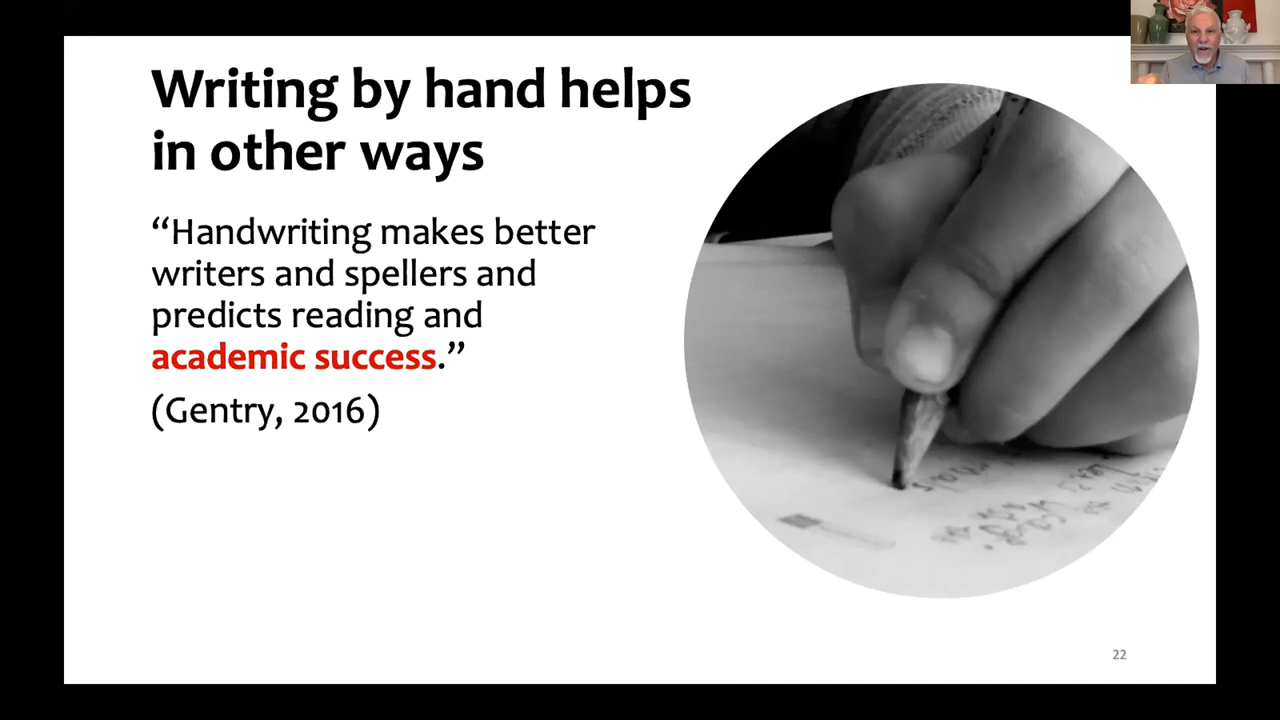 Writing by hand helps
in other ways
“Handwriting makes better
writers and spellers and
predicts reading and
academic success.”
(Gentry, 2016)
22